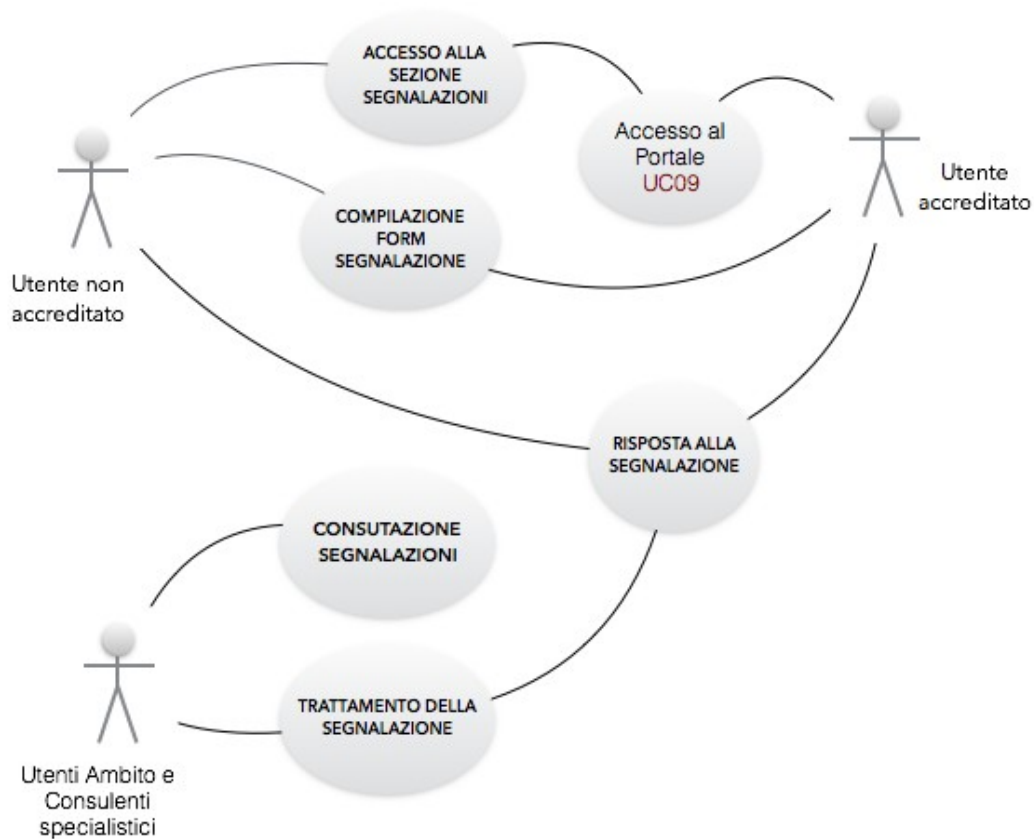 ACCESSO ALLA
SEZIONE
SEGNALAZIONI
Accesso al
Portale
UC09
Utente
accreditato
COMPILAZIONE
FORM
SEGNALAZIONE
Utente non
accreditato
RISPOSTA ALLA
SEGNALAZIONE
CONSUTAZIONE
SEGNALAZIONI
TRATTAMENTO DELLA
SEGNALAZIONE
Utenti Ambito e
Consulenti
specialistici